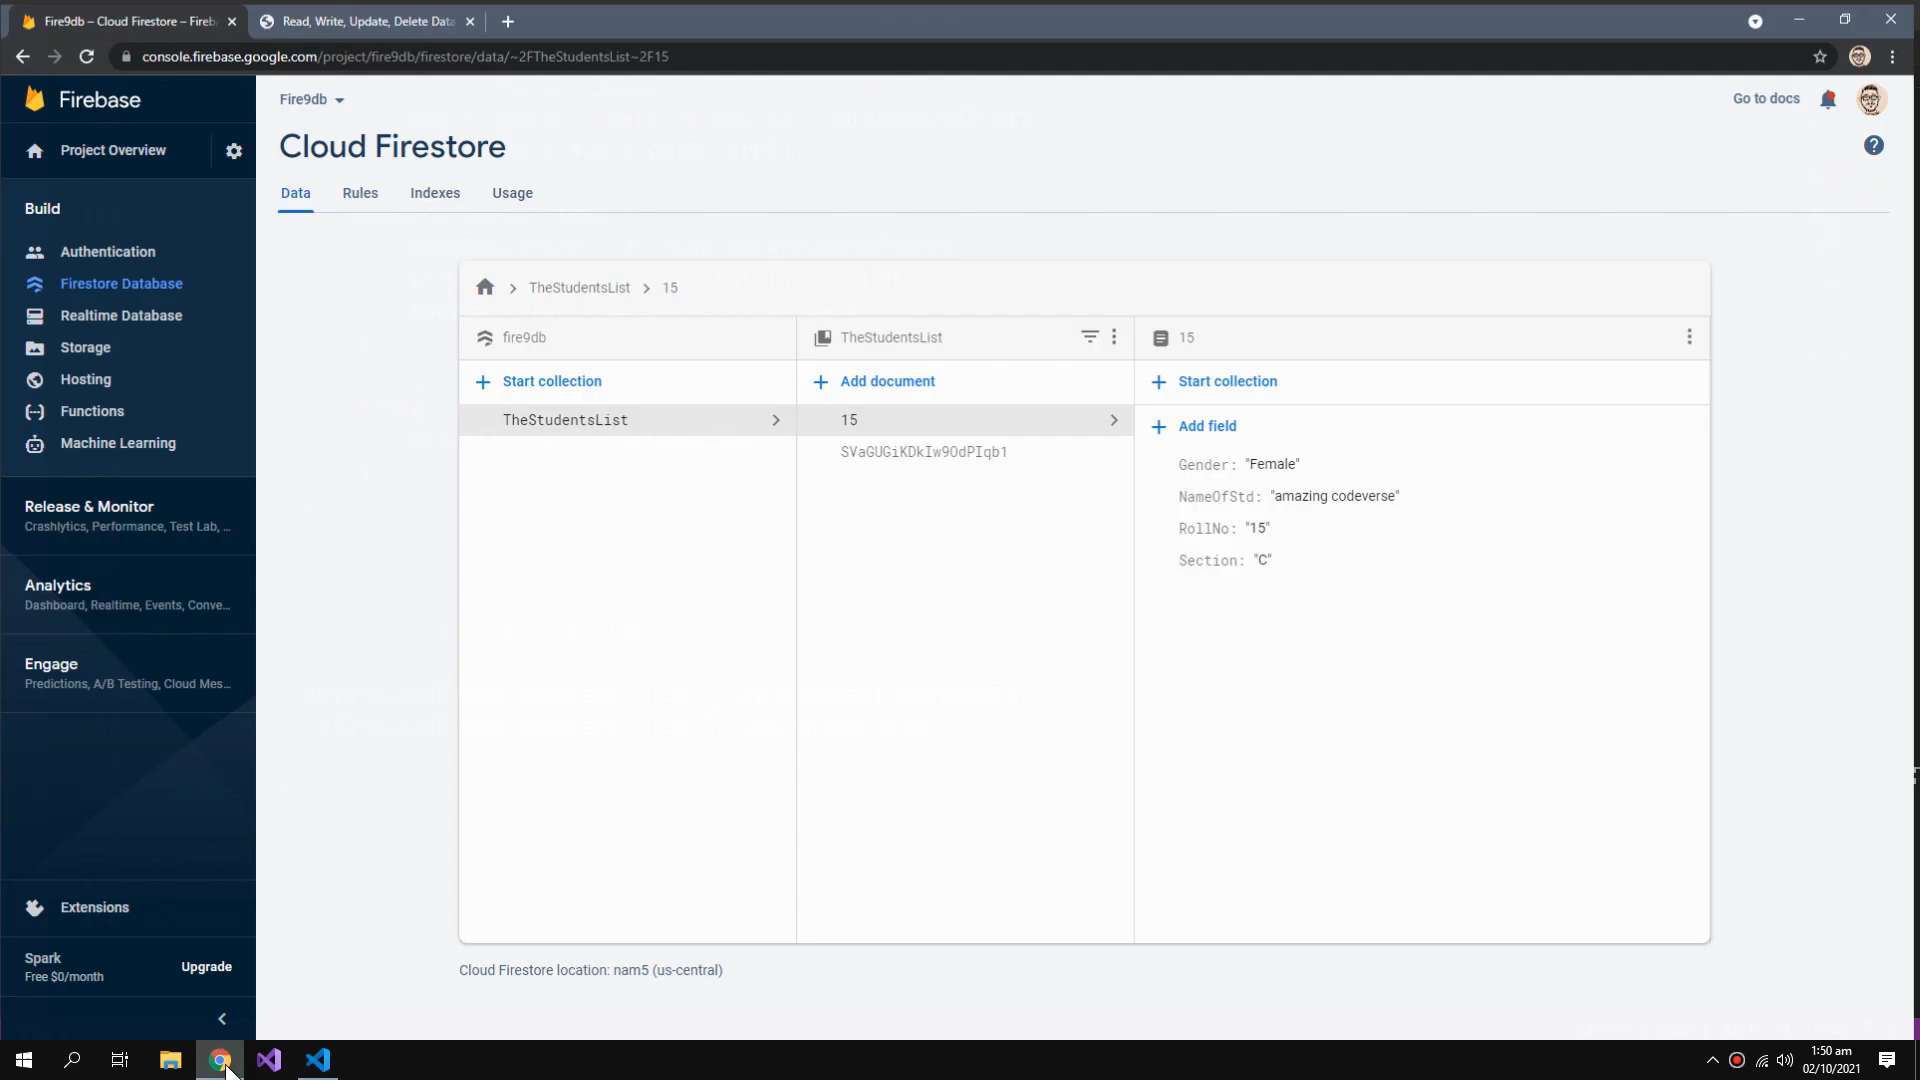 Fire9db – Cloud Firestore – Fireb
Read, Write, Update, Delete Data
console.firebase.google.com/project/fire9db/firestore/data/~2FTheStudentsList~2F15
Firebase
Project Overview
Build
Authentication
Firestore Database
Realtime Database
Storage
Hosting
Functions
Machine Learning
Release & Monitor
Crashlytics, Performance, Test Lab, ...
Analytics
Dashboard, Realtime, Events, Conve...
Engage
Predictions, A/B Testing, Cloud Mes...
Extensions
Spark
Free $0/month
Upgrade
Fire9db
Go to docs
Cloud Firestore
Data Rules Indexes Usage
TheStudentsList 15
fire9db
Start collection
TheStudentsList
TheStudentsList
Add document
15
SVaGUGiKDkIw9OdPIqb1
15
Start collection
Add field
Gender: "Female"
NameOfStd: "amazing codeverse"
RollNo: "15"
Section: "C"
Cloud Firestore location: nam5 (us-central)
1:50 am
02/10/2021